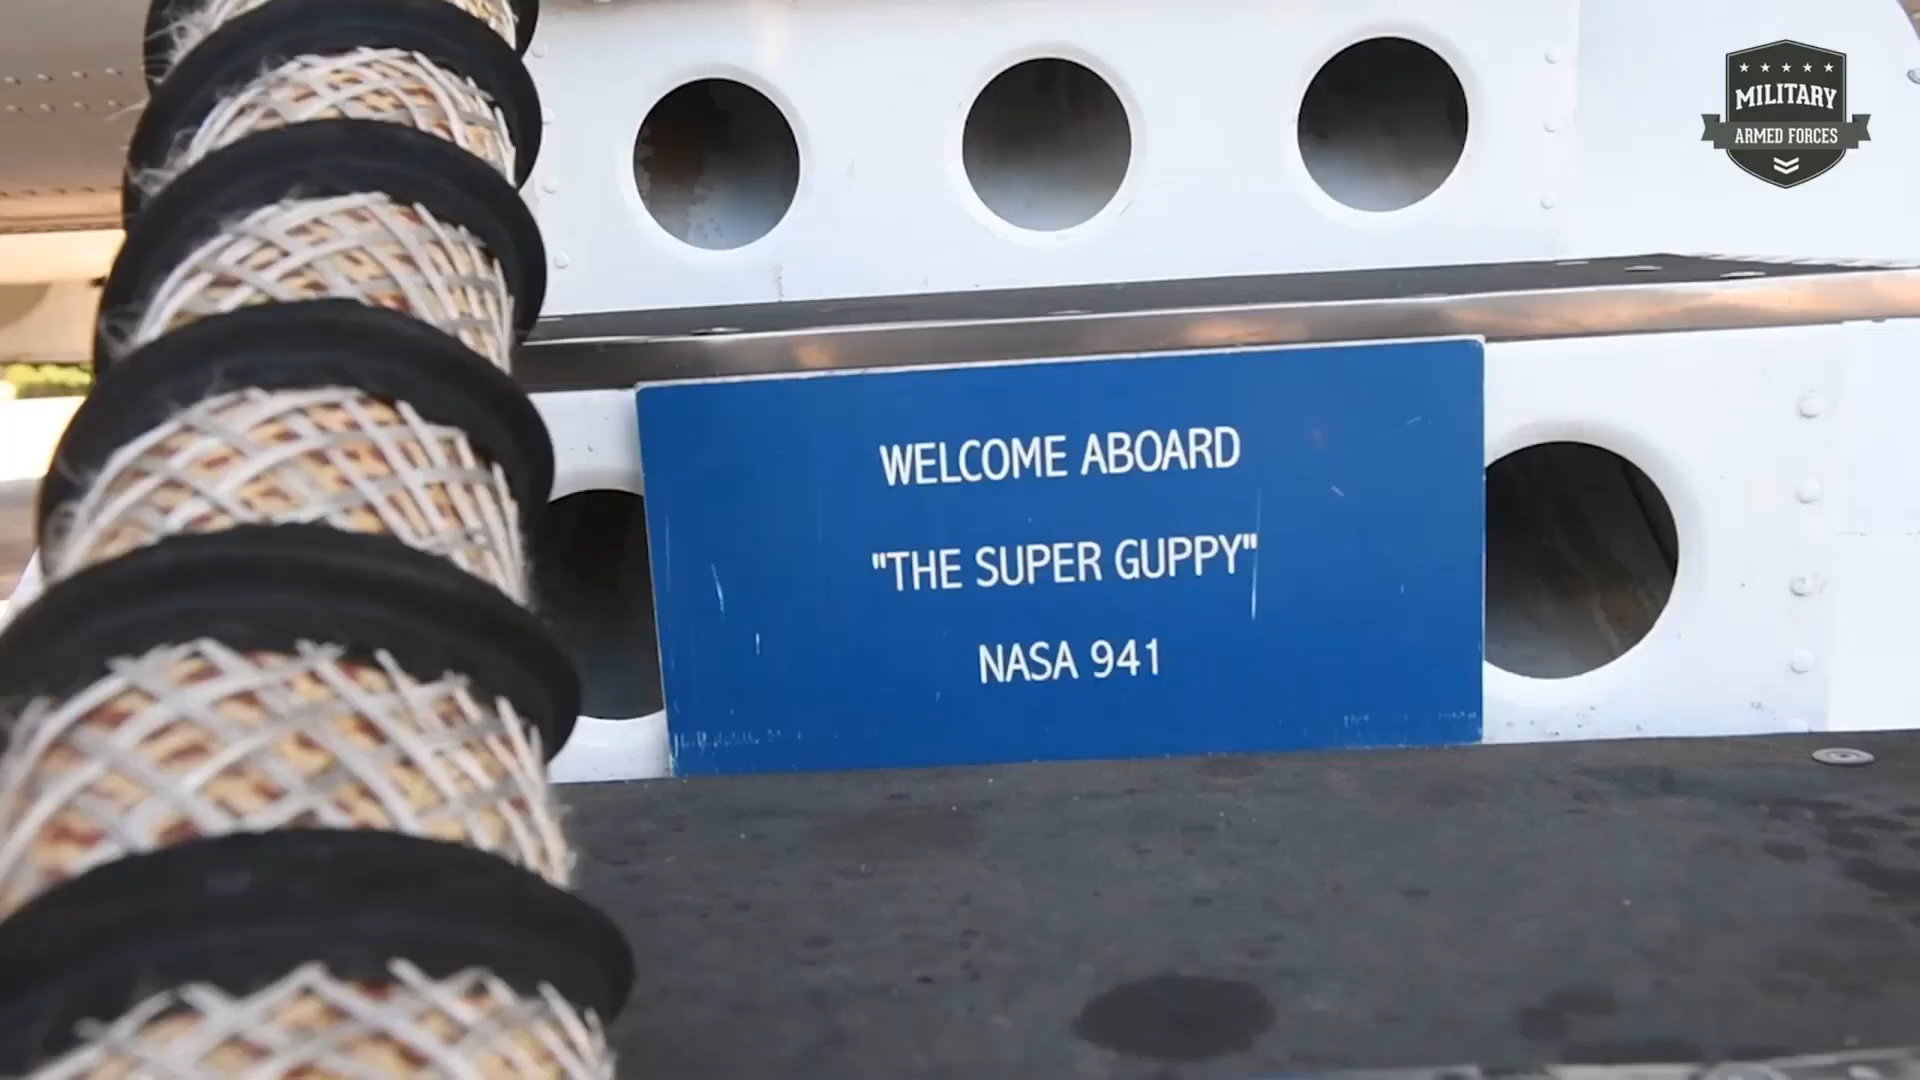 MILITARY
ARMED FORCES
WELCOME ABOARD
"THE SUPER GUPPY"
NASA 941